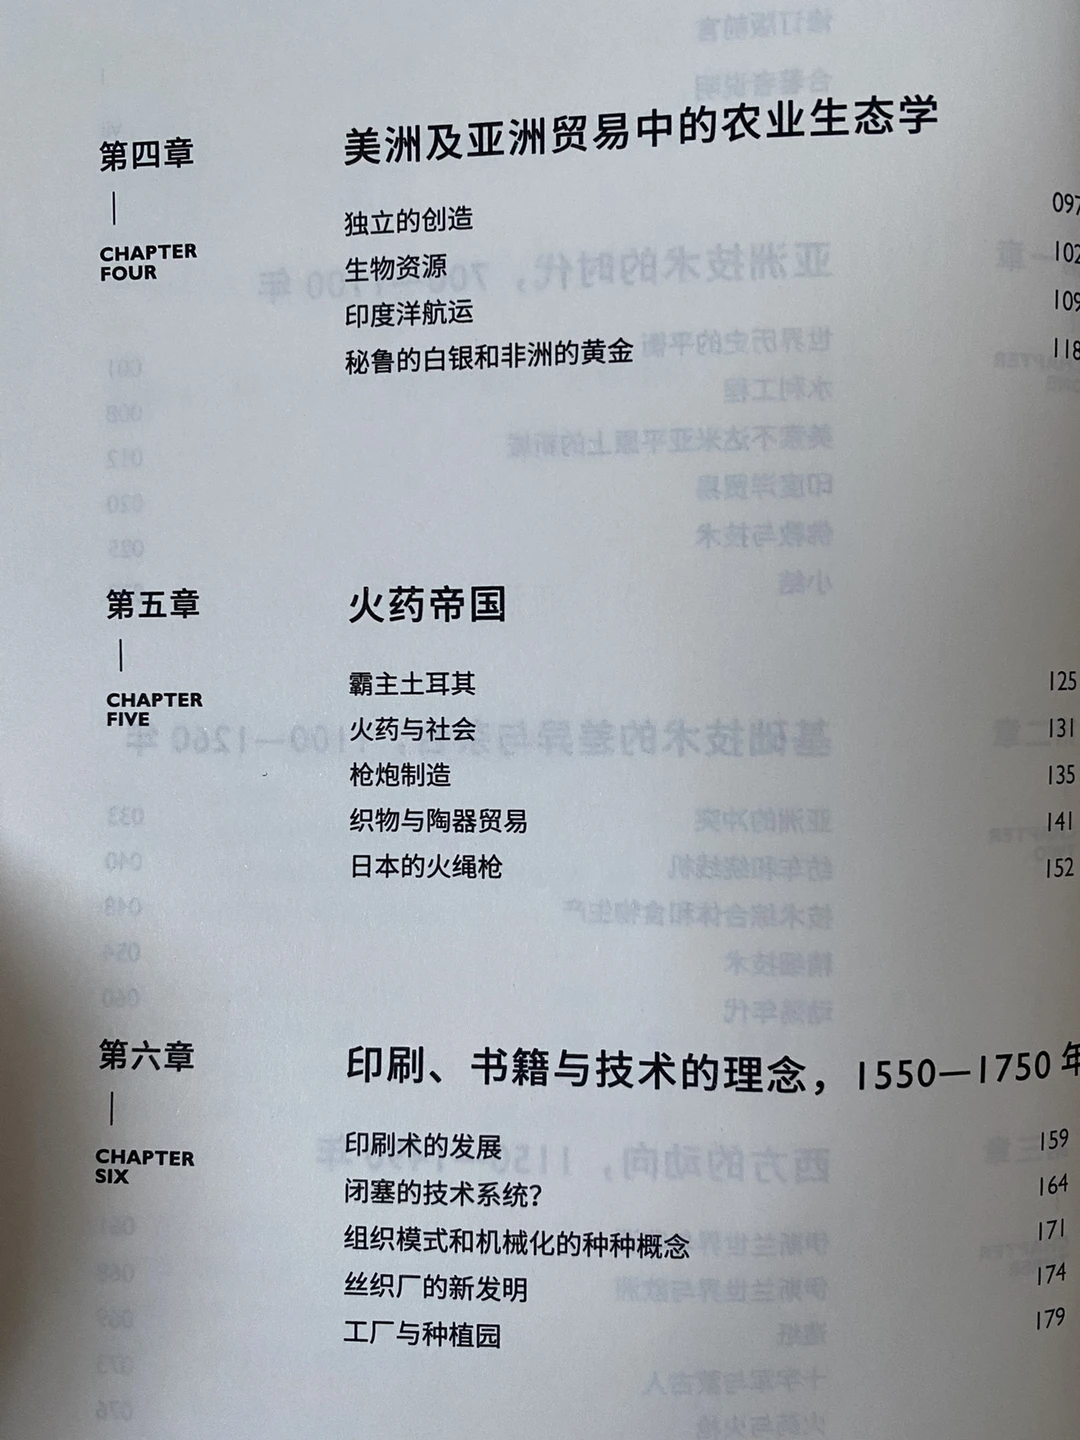 第四章
CHAPTER
FOUR
美洲及亚洲贸易中的农业生态学
独立的创造 097
生物资源 102
印度洋航运 109
秘鲁的白银和非洲的黄金 118
第五章
CHAPTER
FIVE
火药帝国
霸主土耳其 125
火药与社会 131
枪炮制造 135
织物与陶器贸易 141
日本的火绳枪 152
第六章
CHAPTER
SIX
印刷、书籍与技术的理念，1550—1750 年
印刷术的发展 159
闭塞的技术系统？ 164
组织模式和机械化的种种概念 171
丝织厂的新发明 174
工厂与种植园 179